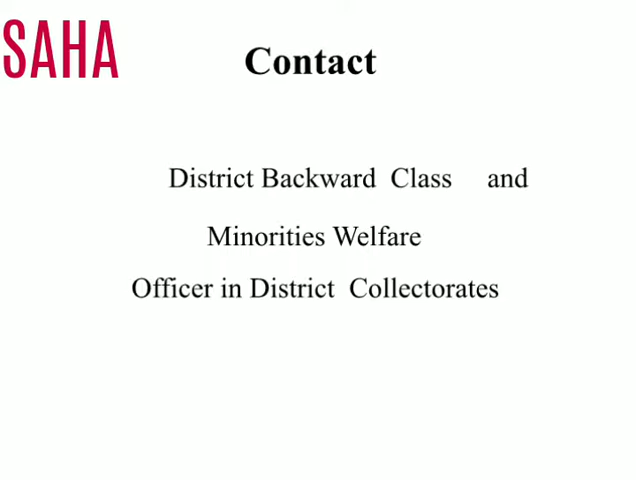 SAHA
Contact
District Backward Class and
Minorities Welfare
Officer in District Collectorates